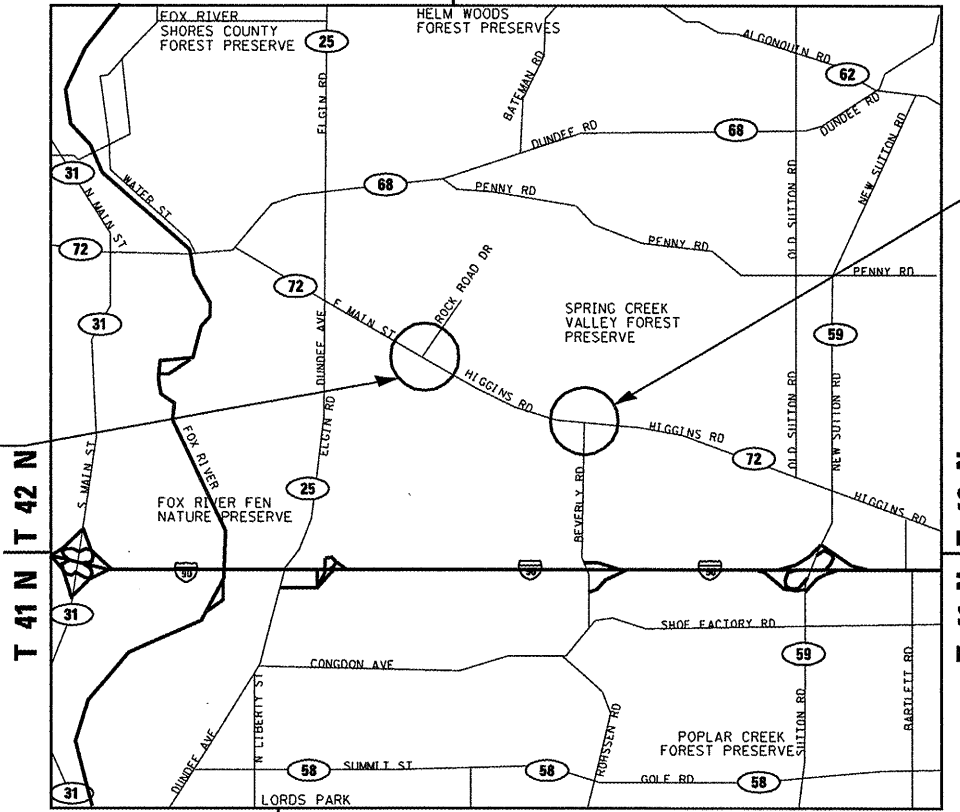 FOX RIVER
SHORES COUNTY
FOREST PRESERVE
25
HELM WOODS
FOREST PRESERVES
ALGONQUIN RD
62
ELGIN RD
BATEMAN RD
DUNDEE RD
68
DUNDEE RD
NEW SUTTON RD
31
WATER ST
N MAIN ST
68
PENNY RD
OLD SUTTON RD
72
PENNY RD
PENNY RD
72
ROCK ROAD DR
E MAIN ST
31
SPRING CREEK
VALLEY FOREST
PRESERVE
59
DUNDEE AVE
HIGGINS RD
HIGGINS RD
ELGIN RD
OLD SUTTON RD
NEW SUTTON RD
72
S MAIN ST
FOX RIVER
T 42 N
25
FOX RIVER FEN
NATURE PRESERVE
BEVERLY RD
HIGGINS RD
90
90
90
T 41 N
31
SHOE FACTORY RD
59
CONGDON AVE
BARTLETT RD
N LIBERTY ST
DUNDEE AVE
ROHSSEN RD
SUTTON RD
POPLAR CREEK
FOREST PRESERVE
58
SUMMIT ST
58
GOLF RD
58
31
LORDS PARK